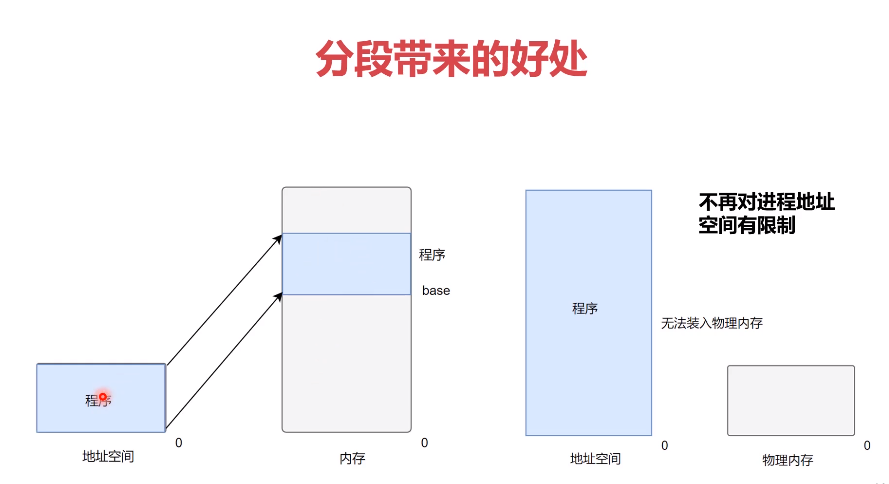 分段带来的好处
不再对进程地址
空间有限制
程序
base
程序
无法装入物理内存
程序
0
0
0
0
地址空间
内存
地址空间
物理内存